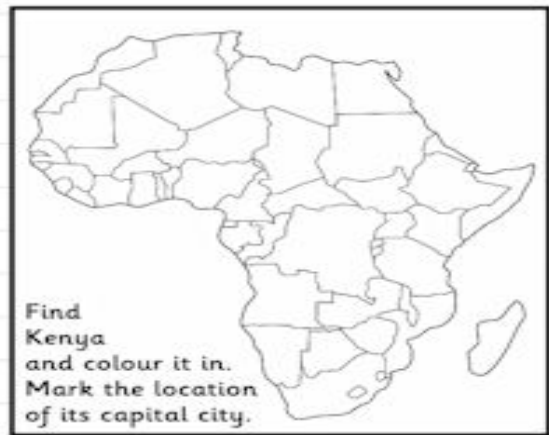 Find
Kenya
and colour it in.
Mark the location
of its capital city.